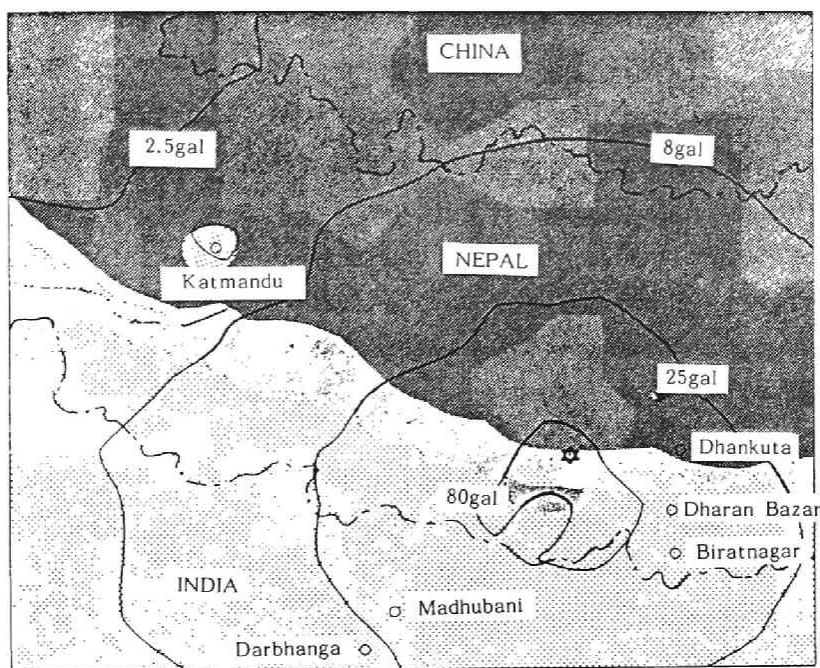 CHINA
2.5gal
8gal
Katmandu
NEPAL
25gal
Dhankuta
80gal
Dharan Bazar
Biratnagar
INDIA
Madhubani
Darbhanga